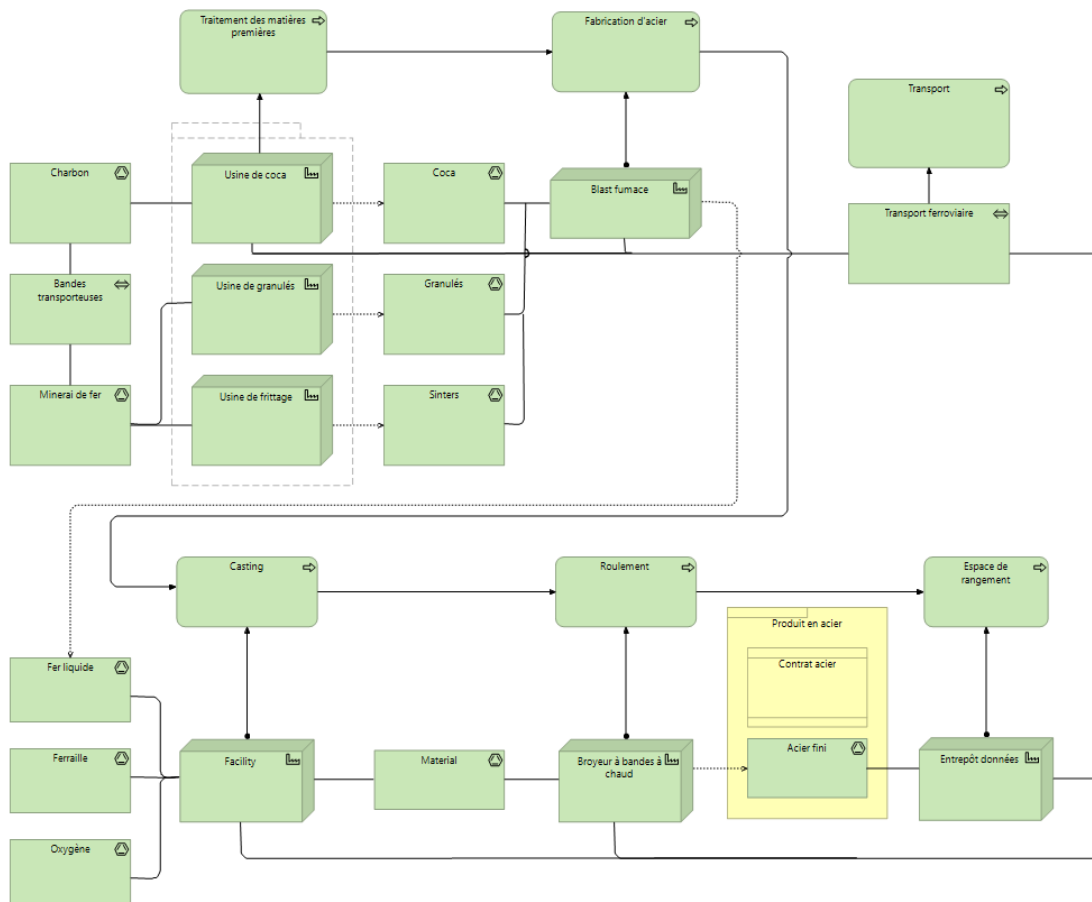 Traitement des matières
premières
Fabrication d'acier
Transport
Charbon
Usine de coca
Coca
Blast fumace
Transport ferroviaire
Bandes
transporteuses
Usine de granulés
Granulés
Minerai de fer
Usine de frittage
Sinters
Casting
Roulement
Espace de
rangement
Produit en acier
Contrat acier
Fer liquide
Ferraille
Facility
Material
Broyeur à bandes à
chaud
Acier fini
Entrepôt données
Oxygène